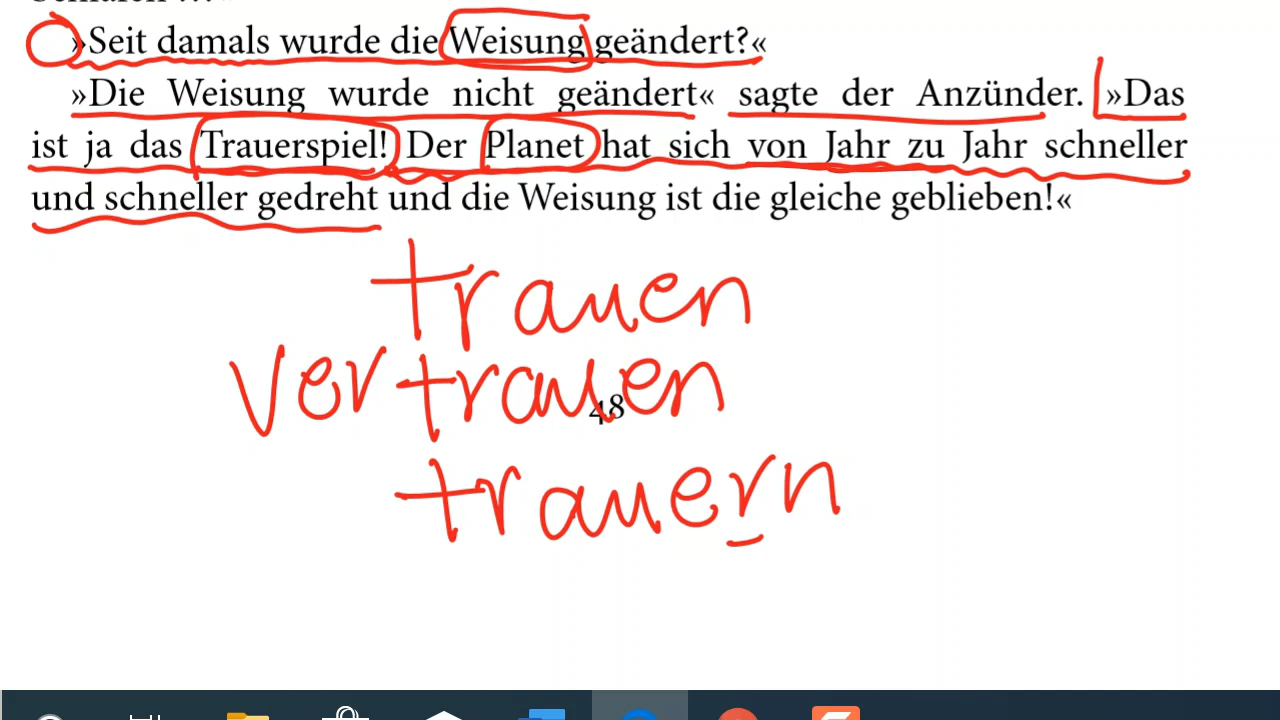 »Seit damals wurde die Weisung geändert?«
»Die Weisung wurde nicht geändert« sagte der Anzünder. »Das
ist ja das Trauerspiel! Der Planet hat sich von Jahr zu Jahr schneller
und schneller gedreht und die Weisung ist die gleiche geblieben!«
trauen
vertrauen
48
trauern